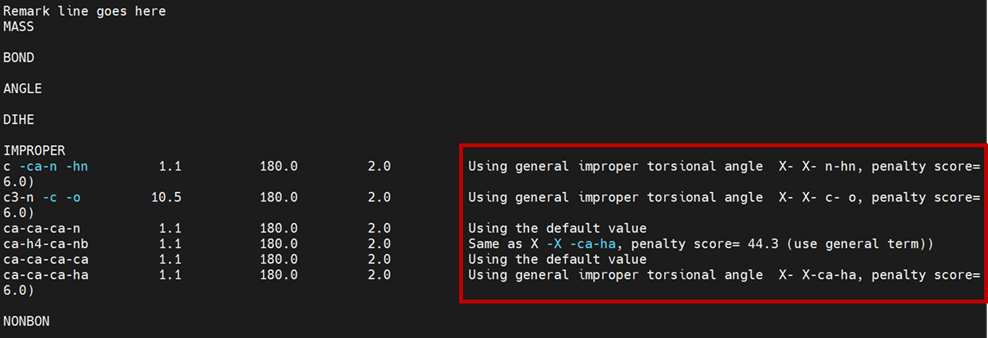 Remark line goes here
MASS
BOND
ANGLE
DIHE
IMPROPER
c -ca-n -hn 1.1 180.0 2.0 Using general improper torsional angle X- X- n-hn, penalty score=
6.0)
c3-n -c -o 10.5 180.0 2.0 Using general improper torsional angle X- X- c- o, penalty score=
6.0)
ca-ca-ca-n 1.1 180.0 2.0 Using the default value
ca-h4-ca-nb 1.1 180.0 2.0 Same as X -X -ca-ha, penalty score= 44.3 (use general term))
ca-ca-ca-ca 1.1 180.0 2.0 Using the default value
ca-ca-ca-ha 1.1 180.0 2.0 Using general improper torsional angle X- X-ca-ha, penalty score=
6.0)
NONBON